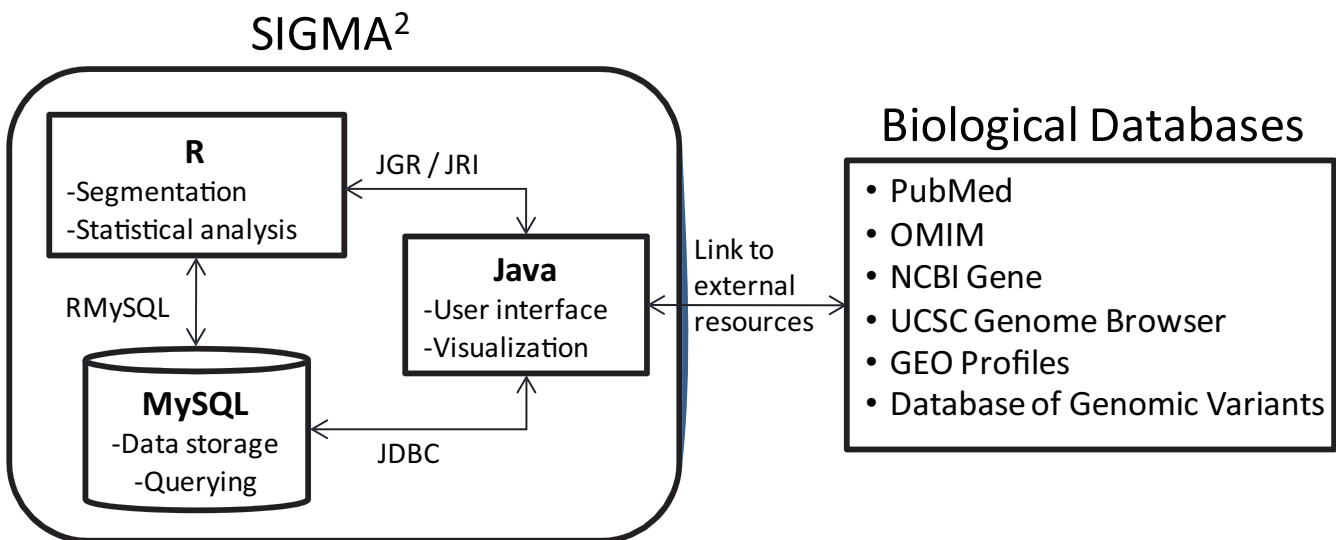 SIGMA²
R
-Segmentation
-Statistical analysis
JGR / JRI
RMySQL
Java
-User interface
-Visualization
MySQL
-Data storage
-Querying
JDBC
Link to
external
resources
Biological Databases
• PubMed
• OMIM
• NCBI Gene
• UCSC Genome Browser
• GEO Profiles
• Database of Genomic Variants